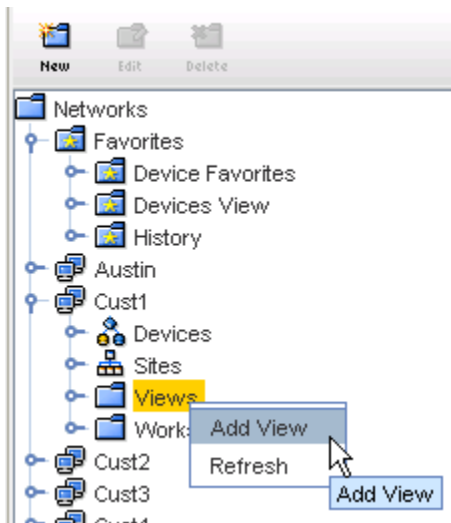 New Edit Delete
Networks
Favorites
Device Favorites
Devices View
History
Austin
Cust1
Devices
Sites
Views
Add View
Refresh
Add View
Cust2
Cust3